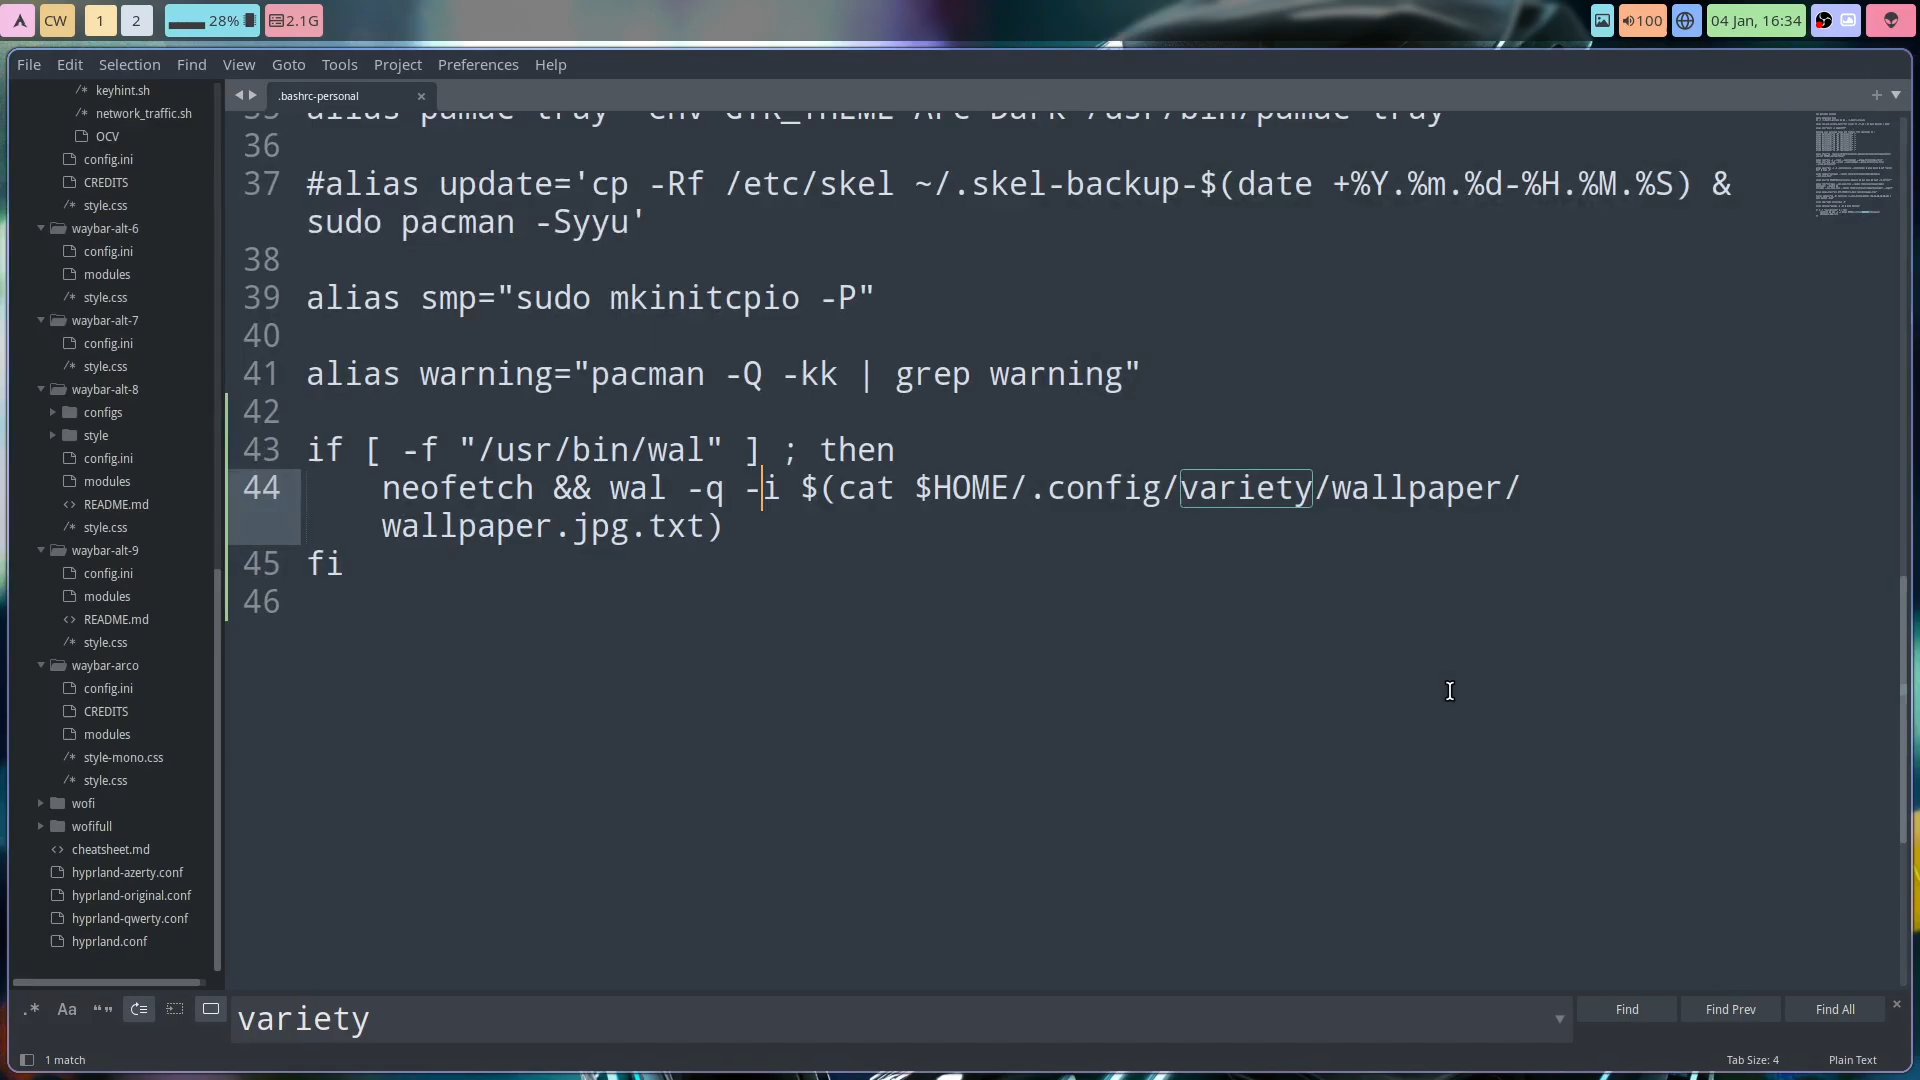 CW
1
2
28%
2.1G
100
04 Jan, 16:34
File Edit Selection Find View Goto Tools Project Preferences Help
keyhint.sh
network_traffic.sh
OCV
config.ini
CREDITS
style.css
waybar-alt-6
config.ini
modules
style.css
waybar-alt-7
config.ini
style.css
waybar-alt-8
configs
style
config.ini
modules
README.md
style.css
waybar-alt-9
config.ini
modules
README.md
style.css
waybar-arco
config.ini
CREDITS
modules
style-mono.css
style.css
wofi
wofifull
cheatsheet.md
hyprland-azerty.conf
hyprland-original.conf
hyprland-qwerty.conf
hyprland.conf
.bashrc-personal
36
37 #alias update='cp -Rf /etc/skel ~/.skel-backup-$(date +%Y.%m.%d-%H.%M.%S) &
sudo pacman -Syyu'
38
39 alias smp="sudo mkinitcpio -P"
40
41 alias warning="pacman -Q -kk | grep warning"
42
43 if [ -f "/usr/bin/wal" ] ; then
44 neofetch && wal -q -i $(cat $HOME/.config/variety/wallpaper/
wallpaper.jpg.txt)
45 fi
46
.* Aa “” variety
Find Find Prev Find All
1 match
Tab Size: 4 Plain Text